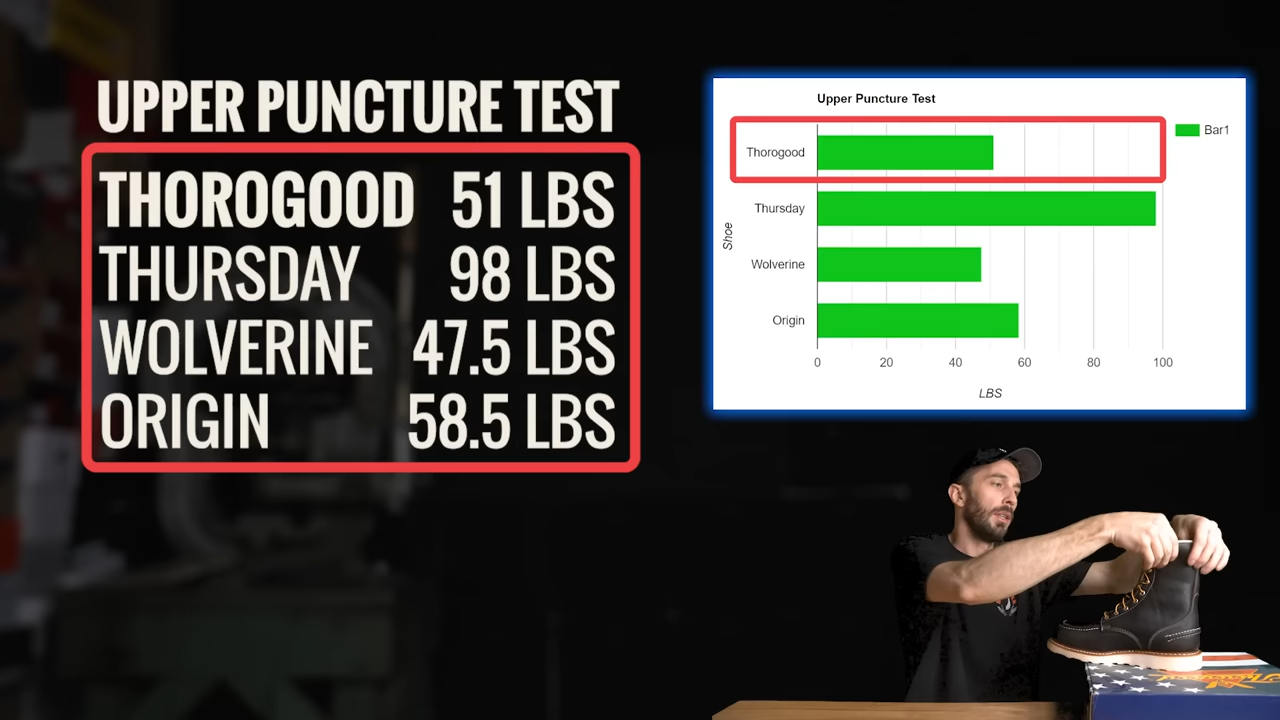 UPPER PUNCTURE TEST
THOROGOOD 51 LBS
THURSDAY 98 LBS
WOLVERINE 47.5 LBS
ORIGIN 58.5 LBS
Upper Puncture Test
Bar1
Shoe
Thorogood
Thursday
Wolverine
Origin
0 20 40 60 80 100
LBS